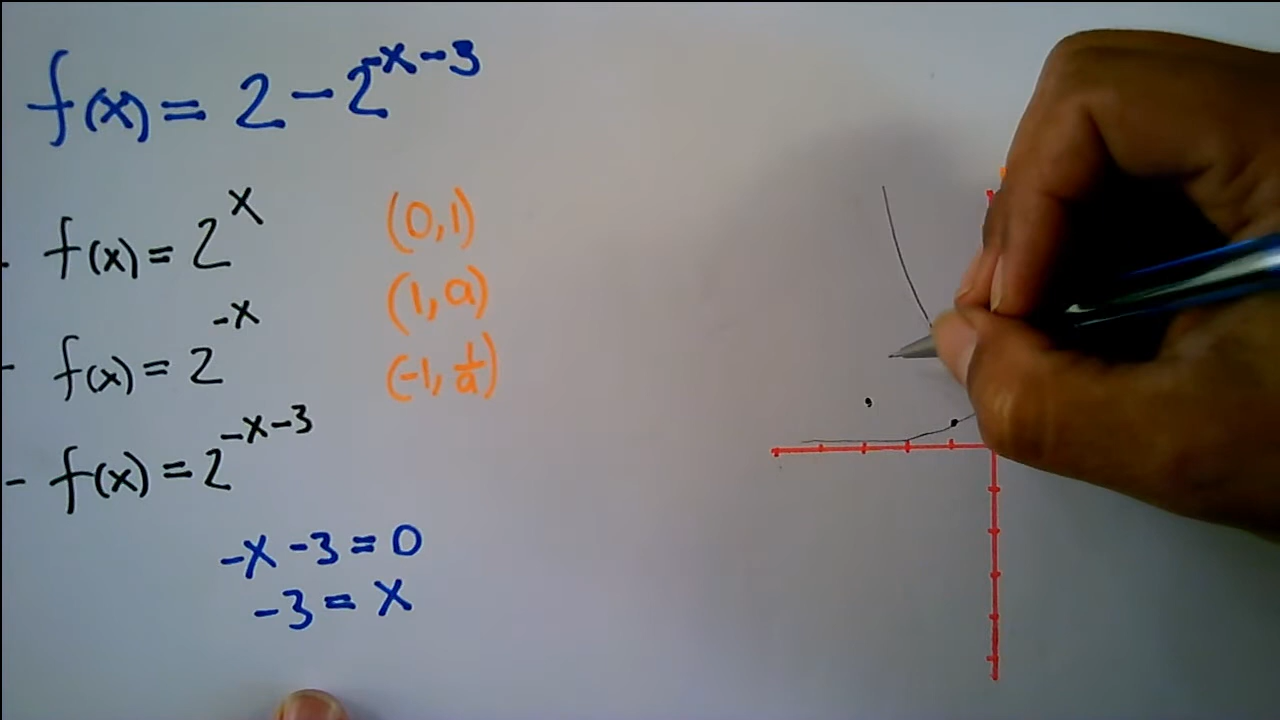 f(x) = 2 - 2^{-x-3}
- f(x) = 2^x
(0,1)
- f(x) = 2^{-x}
(1,a)
(-1, 1/a)
- f(x) = 2^{-x-3}
-x - 3 = 0
-3 = x